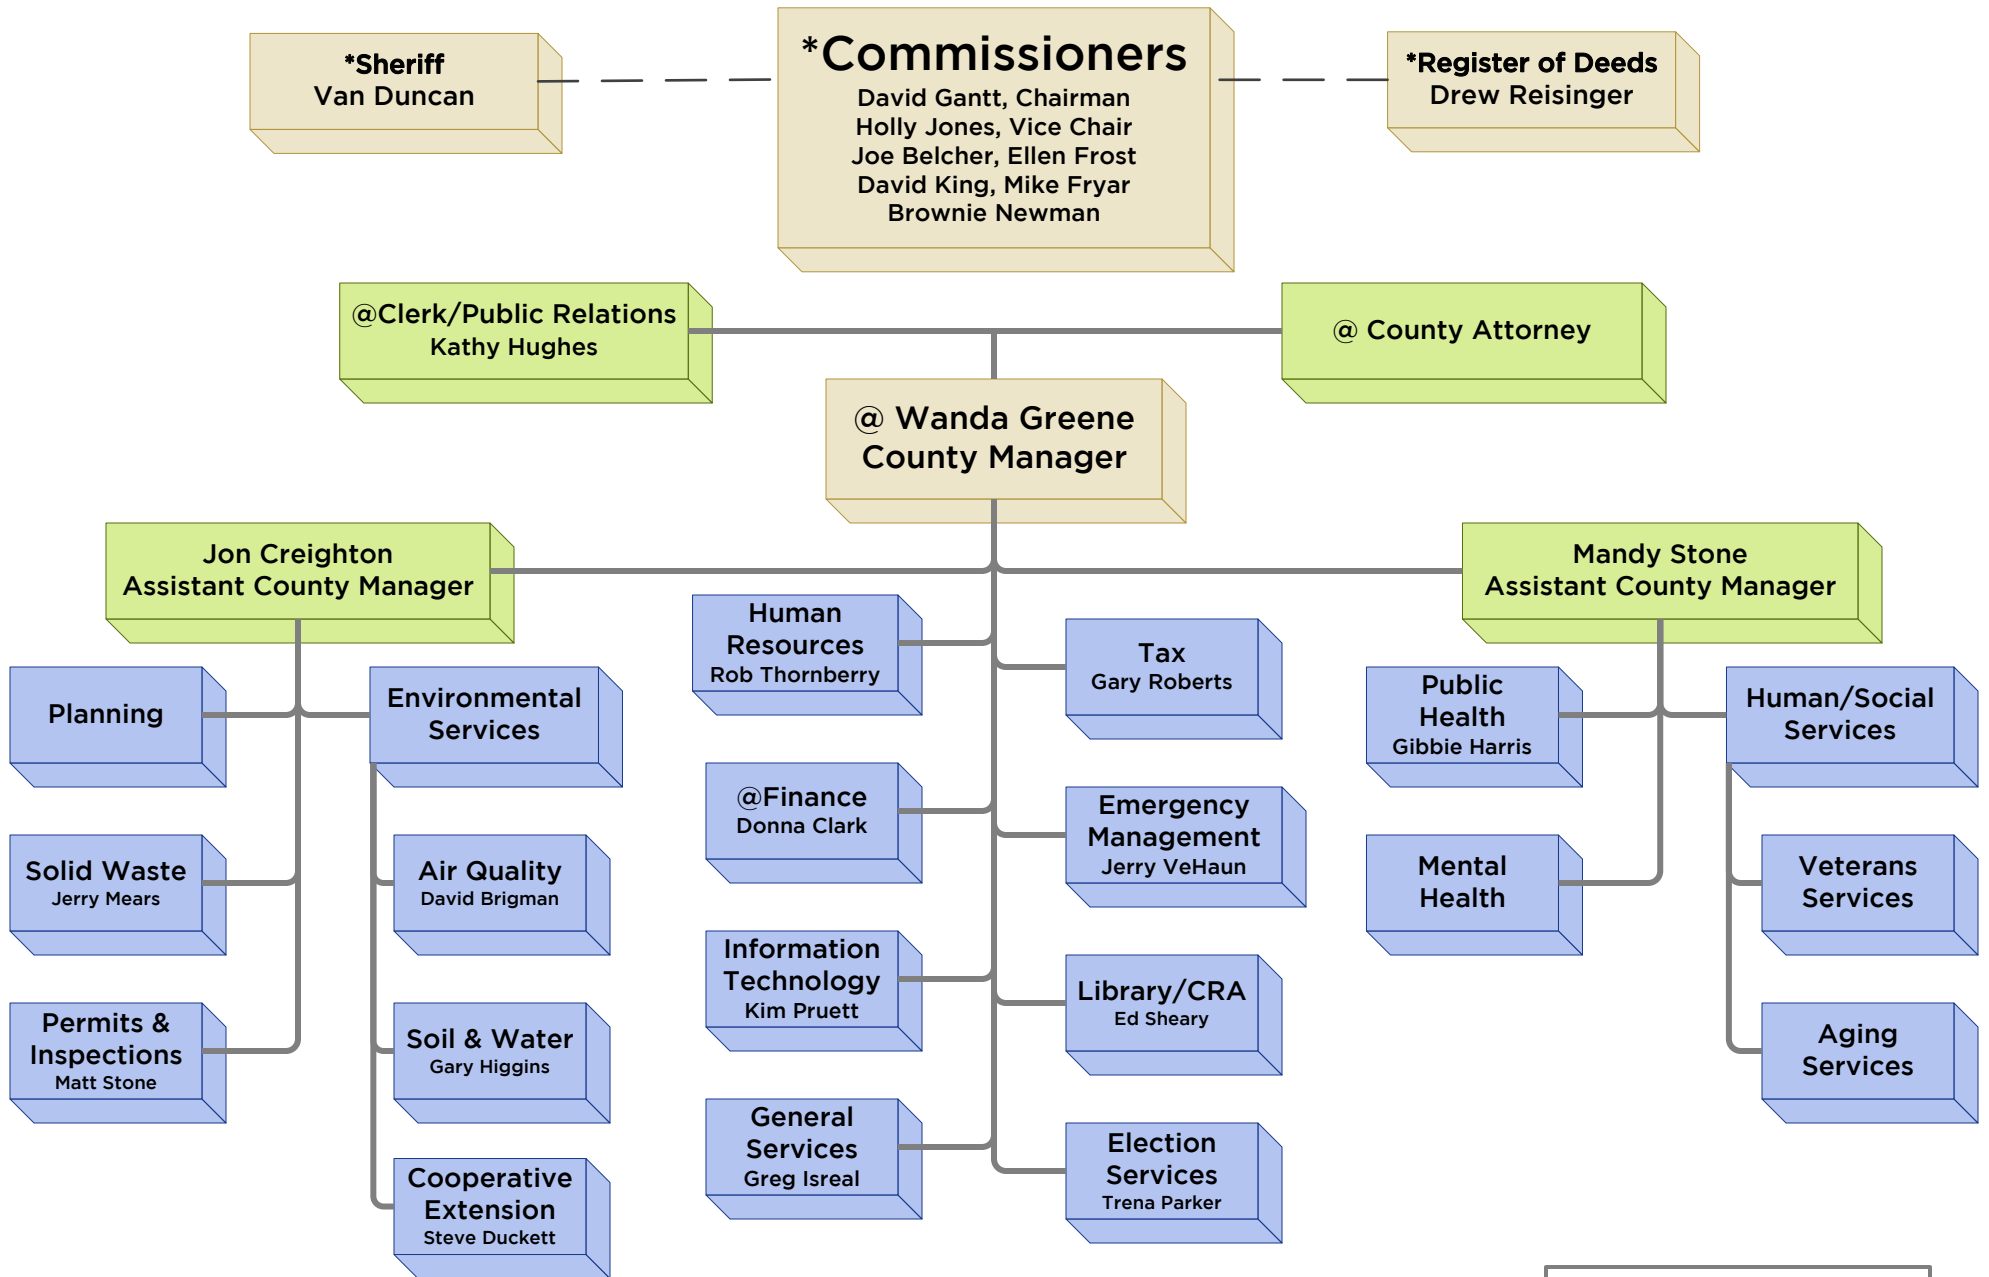 *Sheriff
Van Duncan
*Commissioners
David Gantt, Chairman
Holly Jones, Vice Chair
Joe Belcher, Ellen Frost
David King, Mike Fryar
Brownie Newman
*Register of Deeds
Drew Reisinger
@Clerk/Public Relations
Kathy Hughes
@ County Attorney
@ Wanda Greene
County Manager
Jon Creighton
Assistant County Manager
Mandy Stone
Assistant County Manager
Planning
Environmental
Services
Solid Waste
Jerry Mears
Air Quality
David Brigman
Permits &
Inspections
Matt Stone
Soil & Water
Gary Higgins
Cooperative
Extension
Steve Duckett
Human
Resources
Rob Thornberry
Tax
Gary Roberts
@Finance
Donna Clark
Emergency
Management
Jerry VeHaun
Information
Technology
Kim Pruett
Library/CRA
Ed Sheary
General
Services
Greg Isreal
Election
Services
Trena Parker
Public
Health
Gibbie Harris
Human/Social
Services
Mental
Health
Veterans
Services
Aging
Services